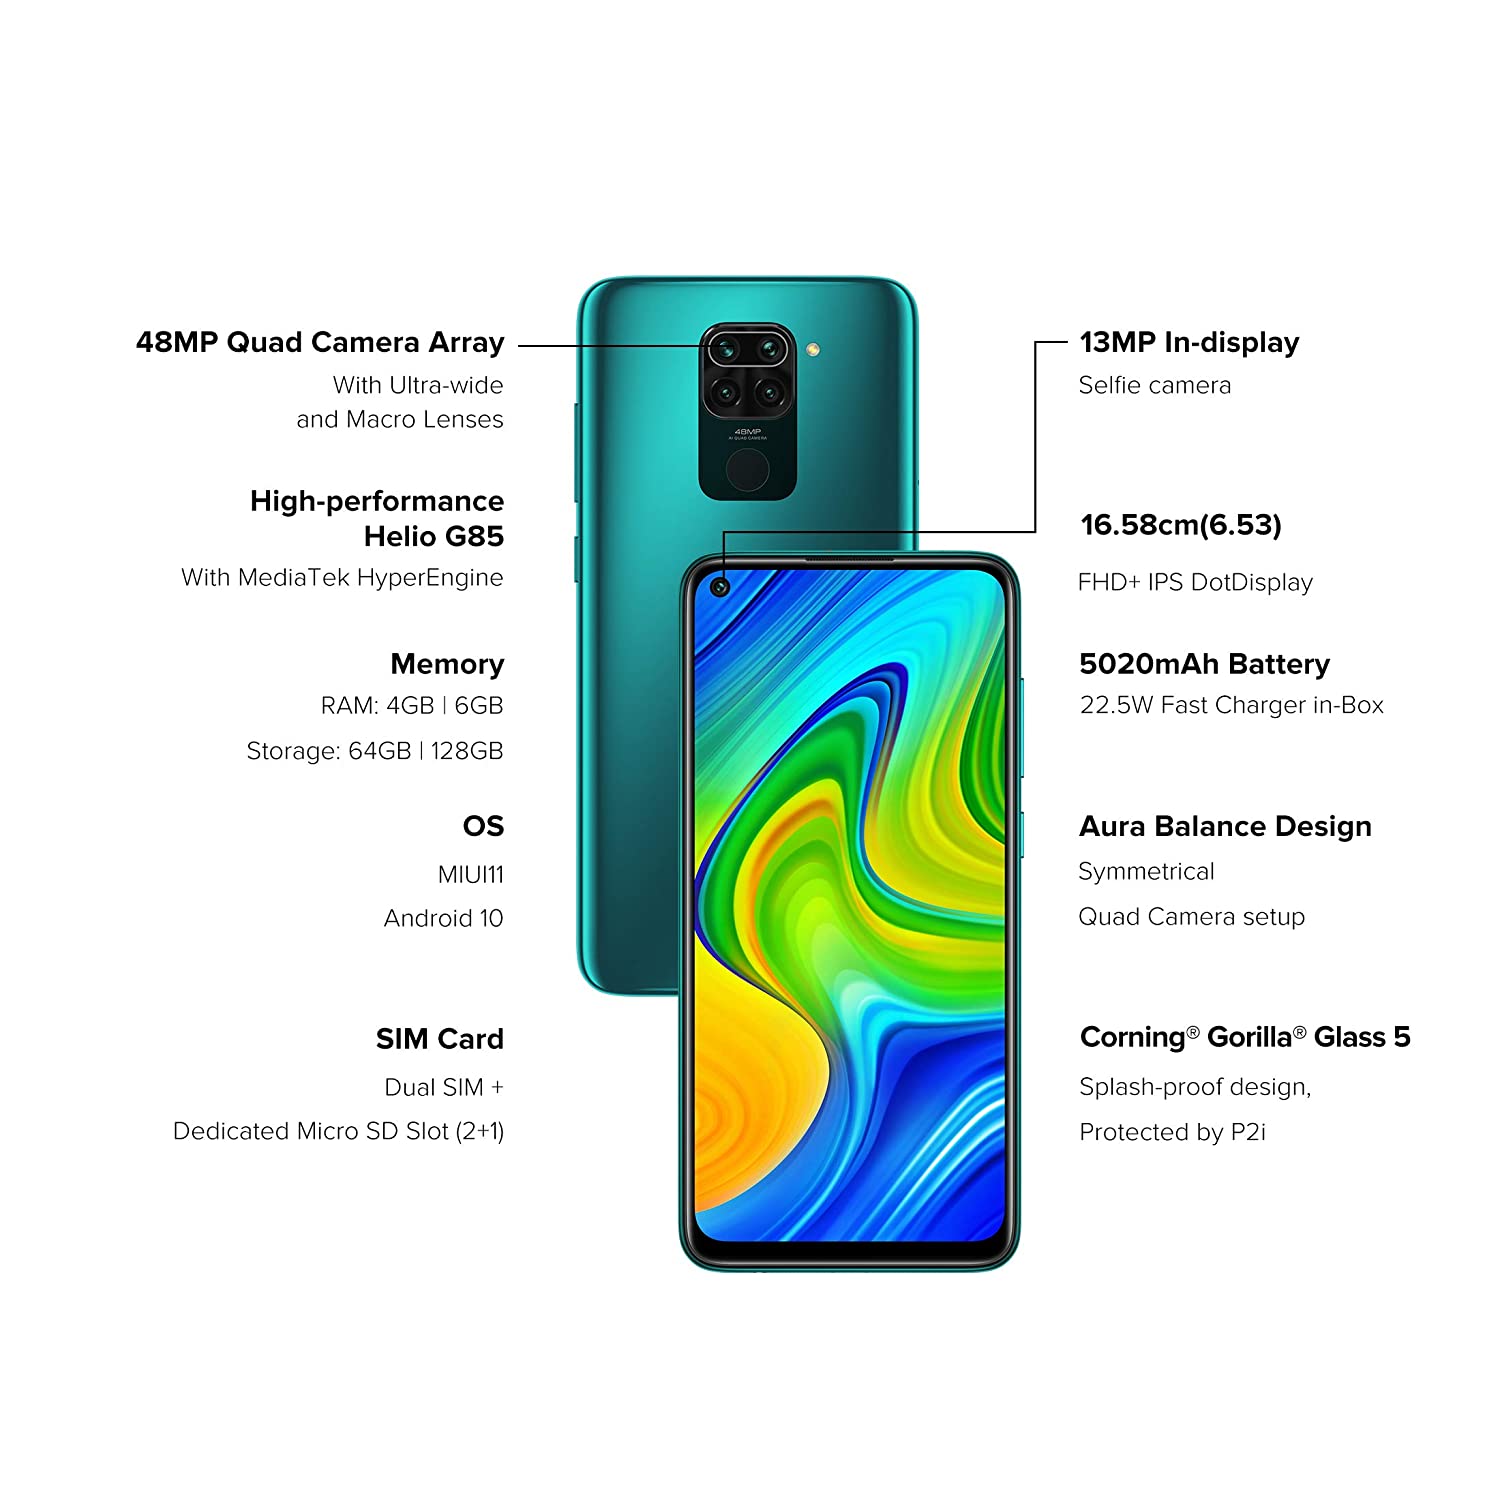 48MP Quad Camera Array
With Ultra-wide
and Macro Lenses
High-performance
Helio G85
With MediaTek HyperEngine
Memory
RAM: 4GB | 6GB
Storage: 64GB | 128GB
OS
MIUI11
Android 10
SIM Card
Dual SIM +
Dedicated Micro SD Slot (2+1)
48MP
AI QUAD CAMERA
13MP In-display
Selfie camera
16.58cm(6.53)
FHD+ IPS DotDisplay
5020mAh Battery
22.5W Fast Charger in-Box
Aura Balance Design
Symmetrical
Quad Camera setup
Corning® Gorilla® Glass 5
Splash-proof design,
Protected by P2i